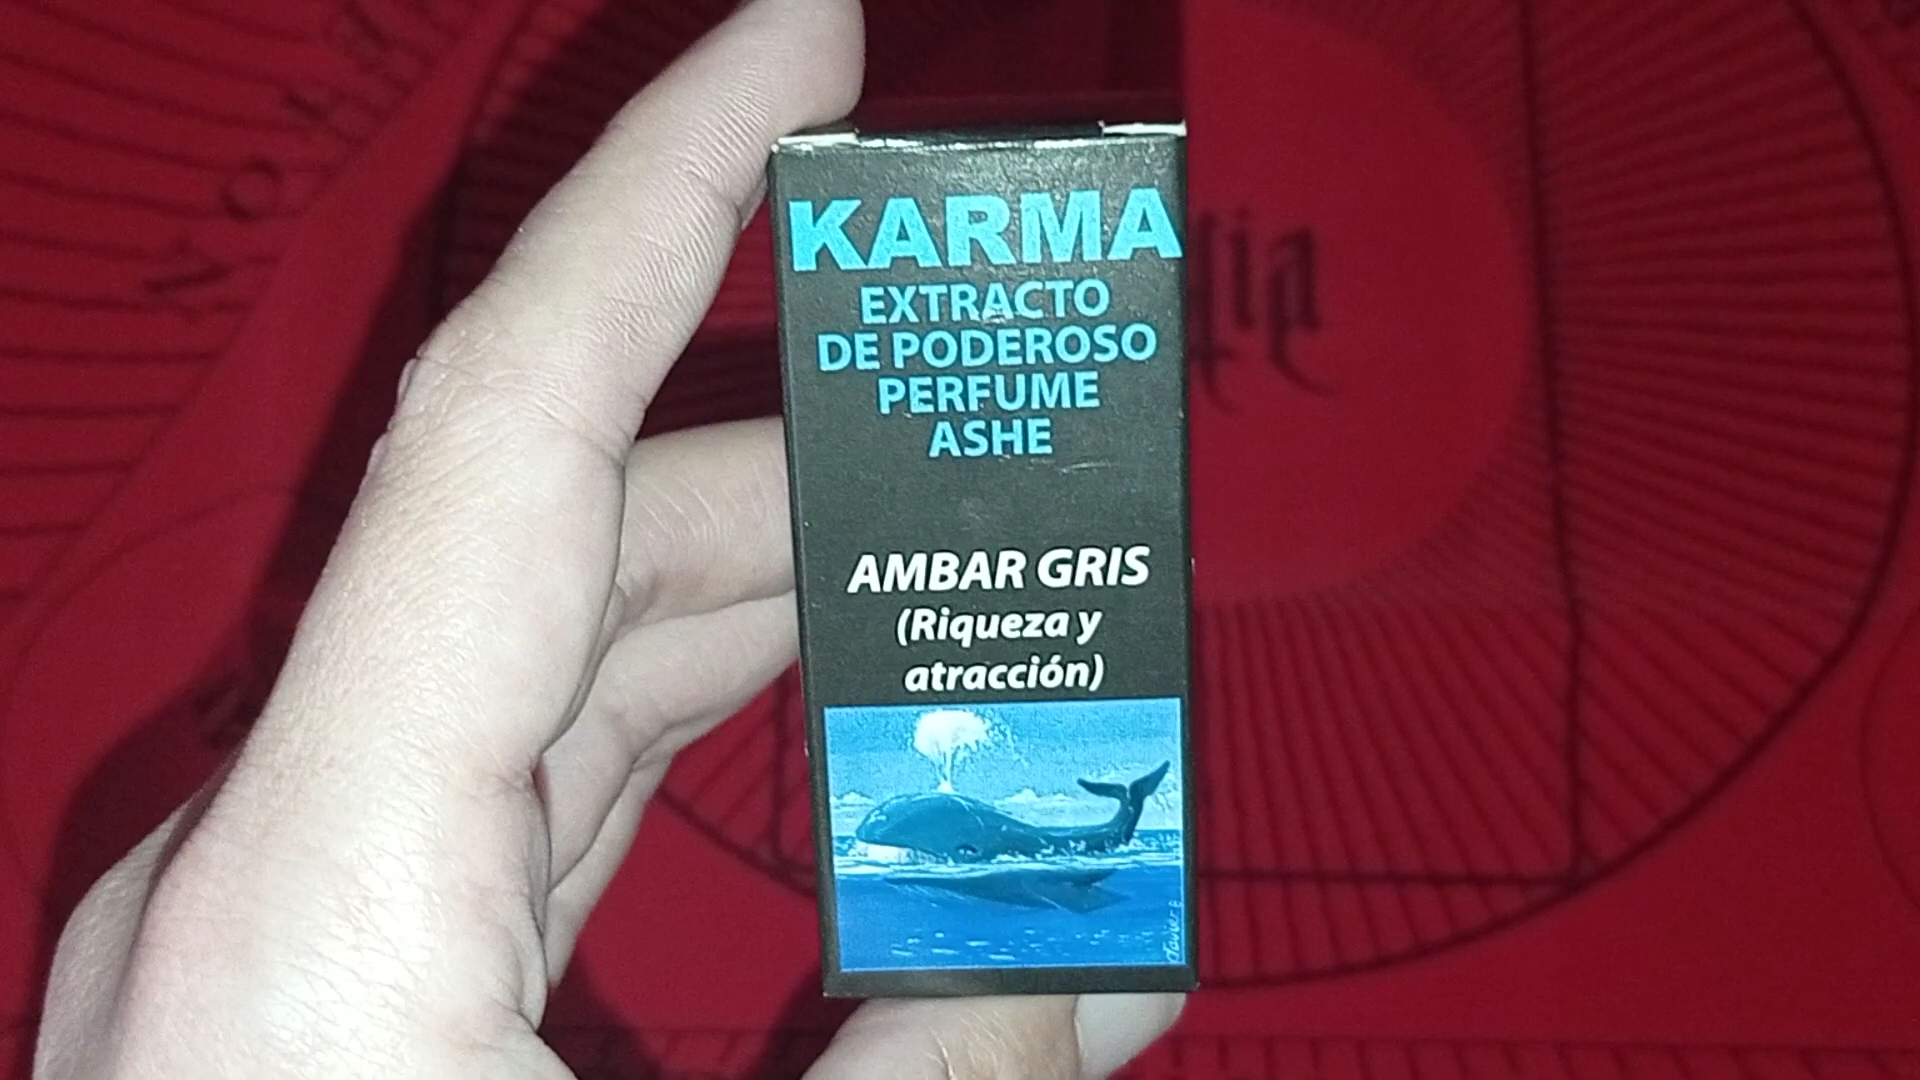 KARMA
EXTRACTO
DE PODEROSO
PERFUME
ASHE
AMBAR GRIS
(Riqueza y
atracción)